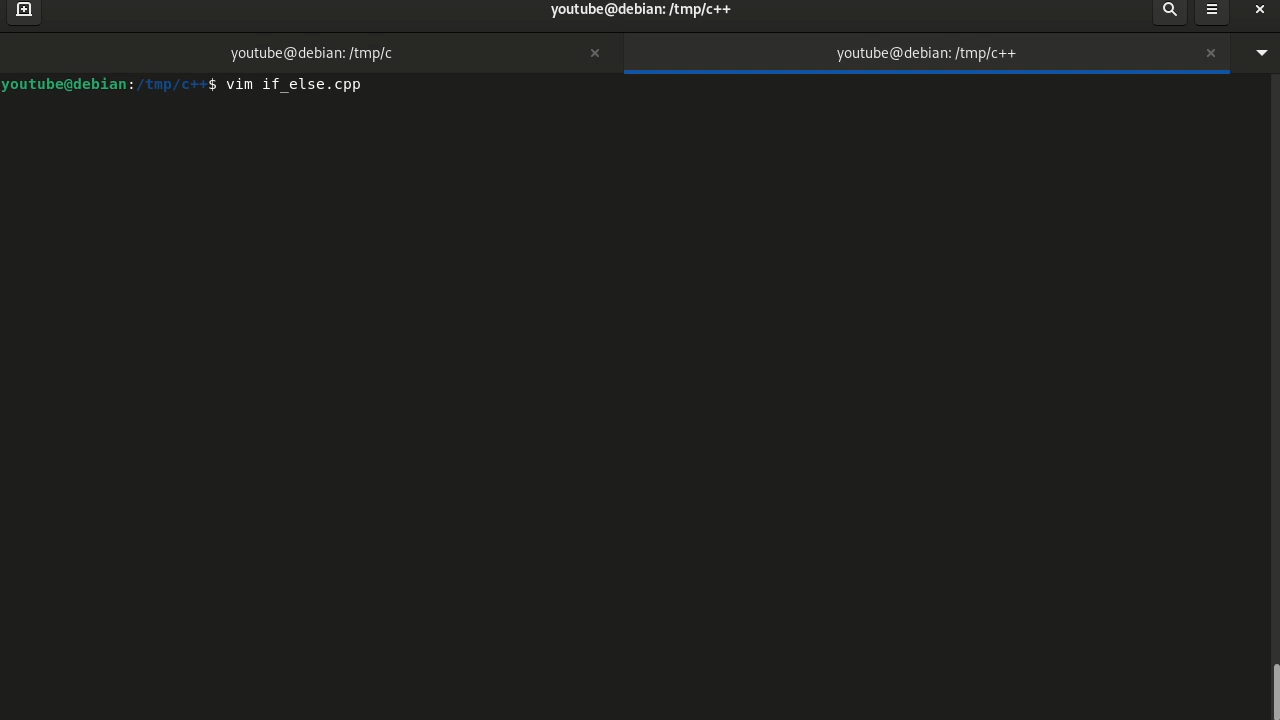 youtube@debian: /tmp/c++
youtube@debian: /tmp/c
youtube@debian: /tmp/c++
youtube@debian:/tmp/c++$ vim if_else.cpp